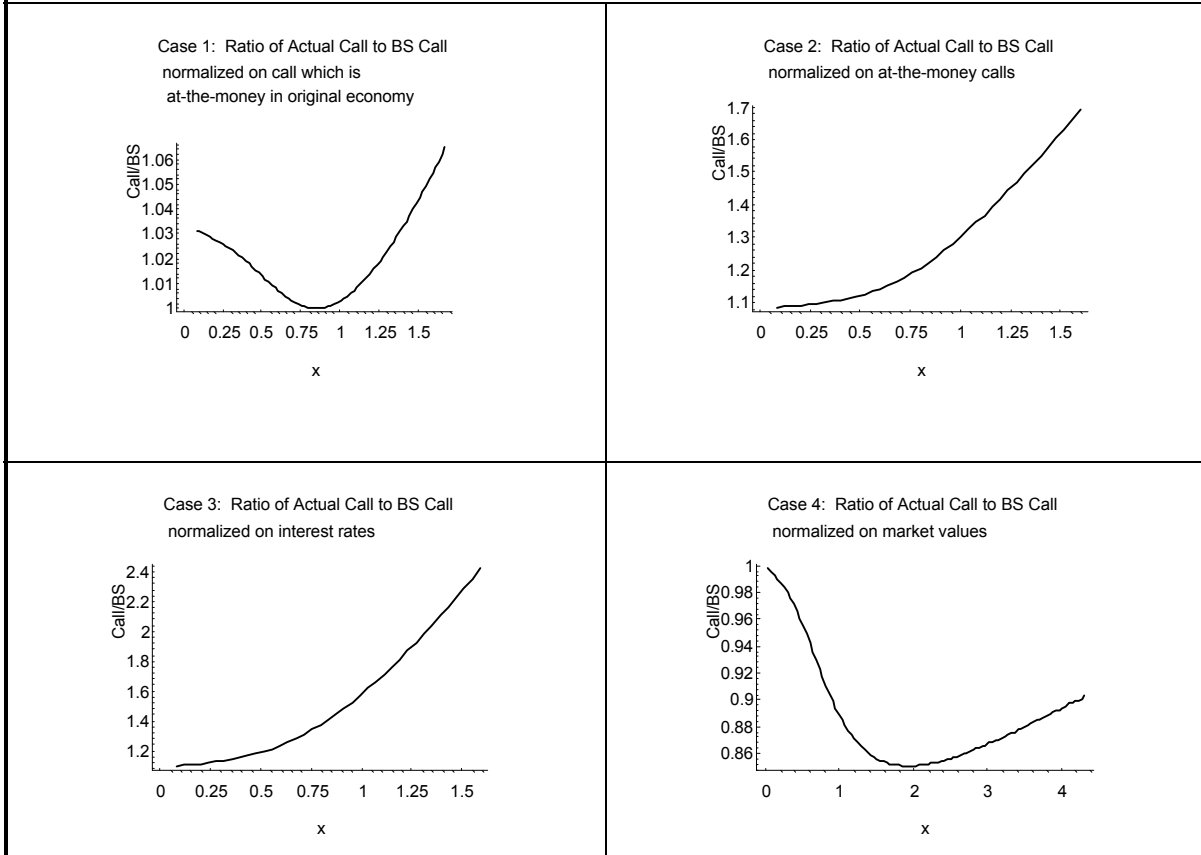 Case 1: Ratio of Actual Call to BS Call
normalized on call which is
at-the-money in original economy
Call/BS
1.06
1.05
1.04
1.03
1.02
1.01
1
0 0.25 0.5 0.75 1 1.25 1.5
x
Case 2: Ratio of Actual Call to BS Call
normalized on at-the-money calls
Call/BS
1.7
1.6
1.5
1.4
1.3
1.2
1.1
0 0.25 0.5 0.75 1 1.25 1.5
x
Case 3: Ratio of Actual Call to BS Call
normalized on interest rates
Call/BS
2.4
2.2
2
1.8
1.6
1.4
1.2
0 0.25 0.5 0.75 1 1.25 1.5
x
Case 4: Ratio of Actual Call to BS Call
normalized on market values
Call/BS
1
0.98
0.96
0.94
0.92
0.9
0.88
0.86
0 1 2 3 4
x